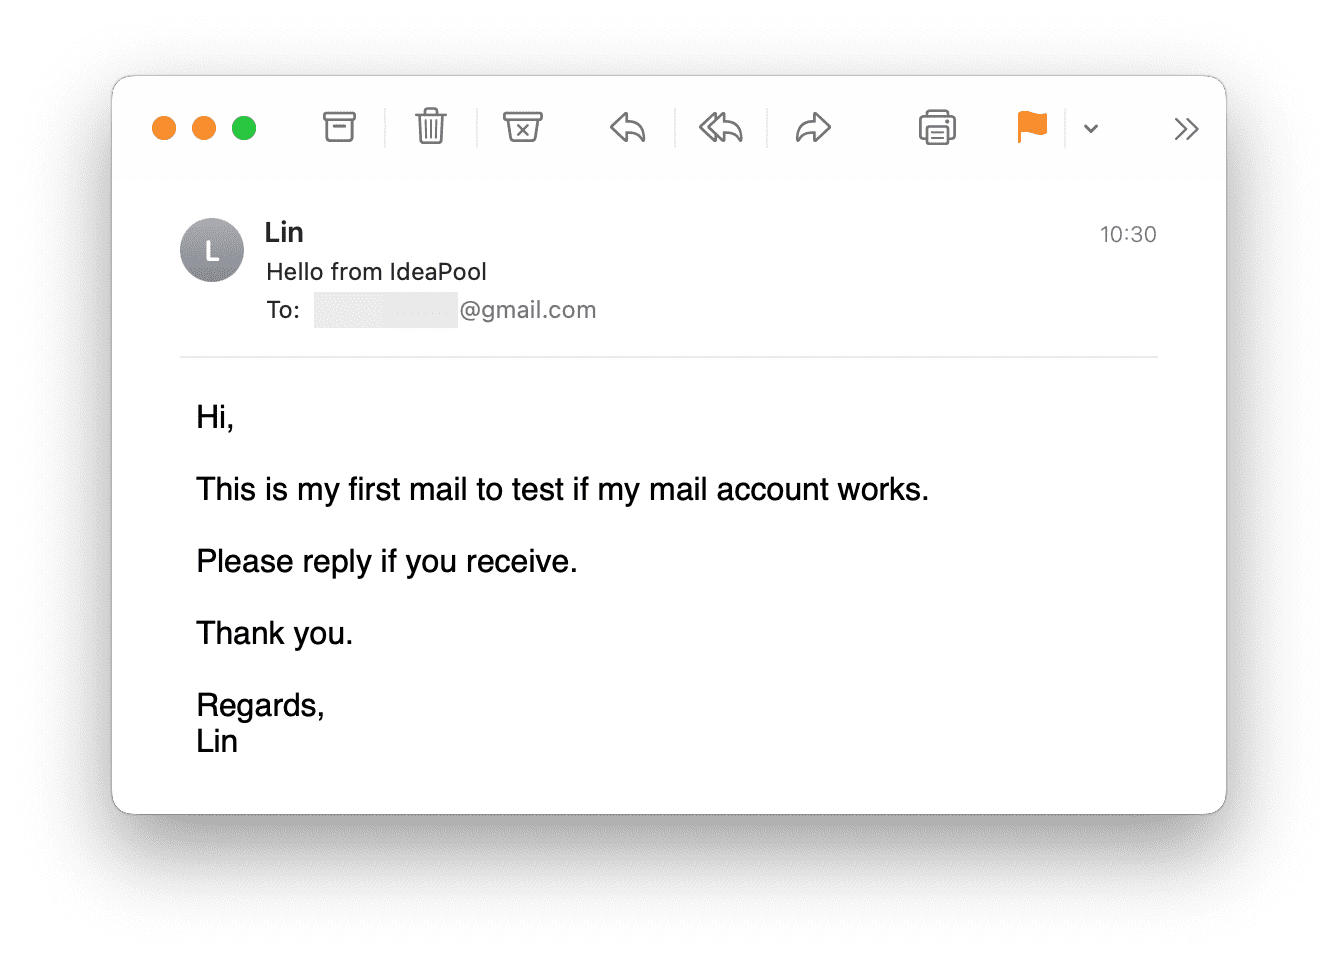 L
Lin
10:30
Hello from IdeaPool
To: @gmail.com
Hi,
This is my first mail to test if my mail account works.
Please reply if you receive.
Thank you.
Regards,
Lin